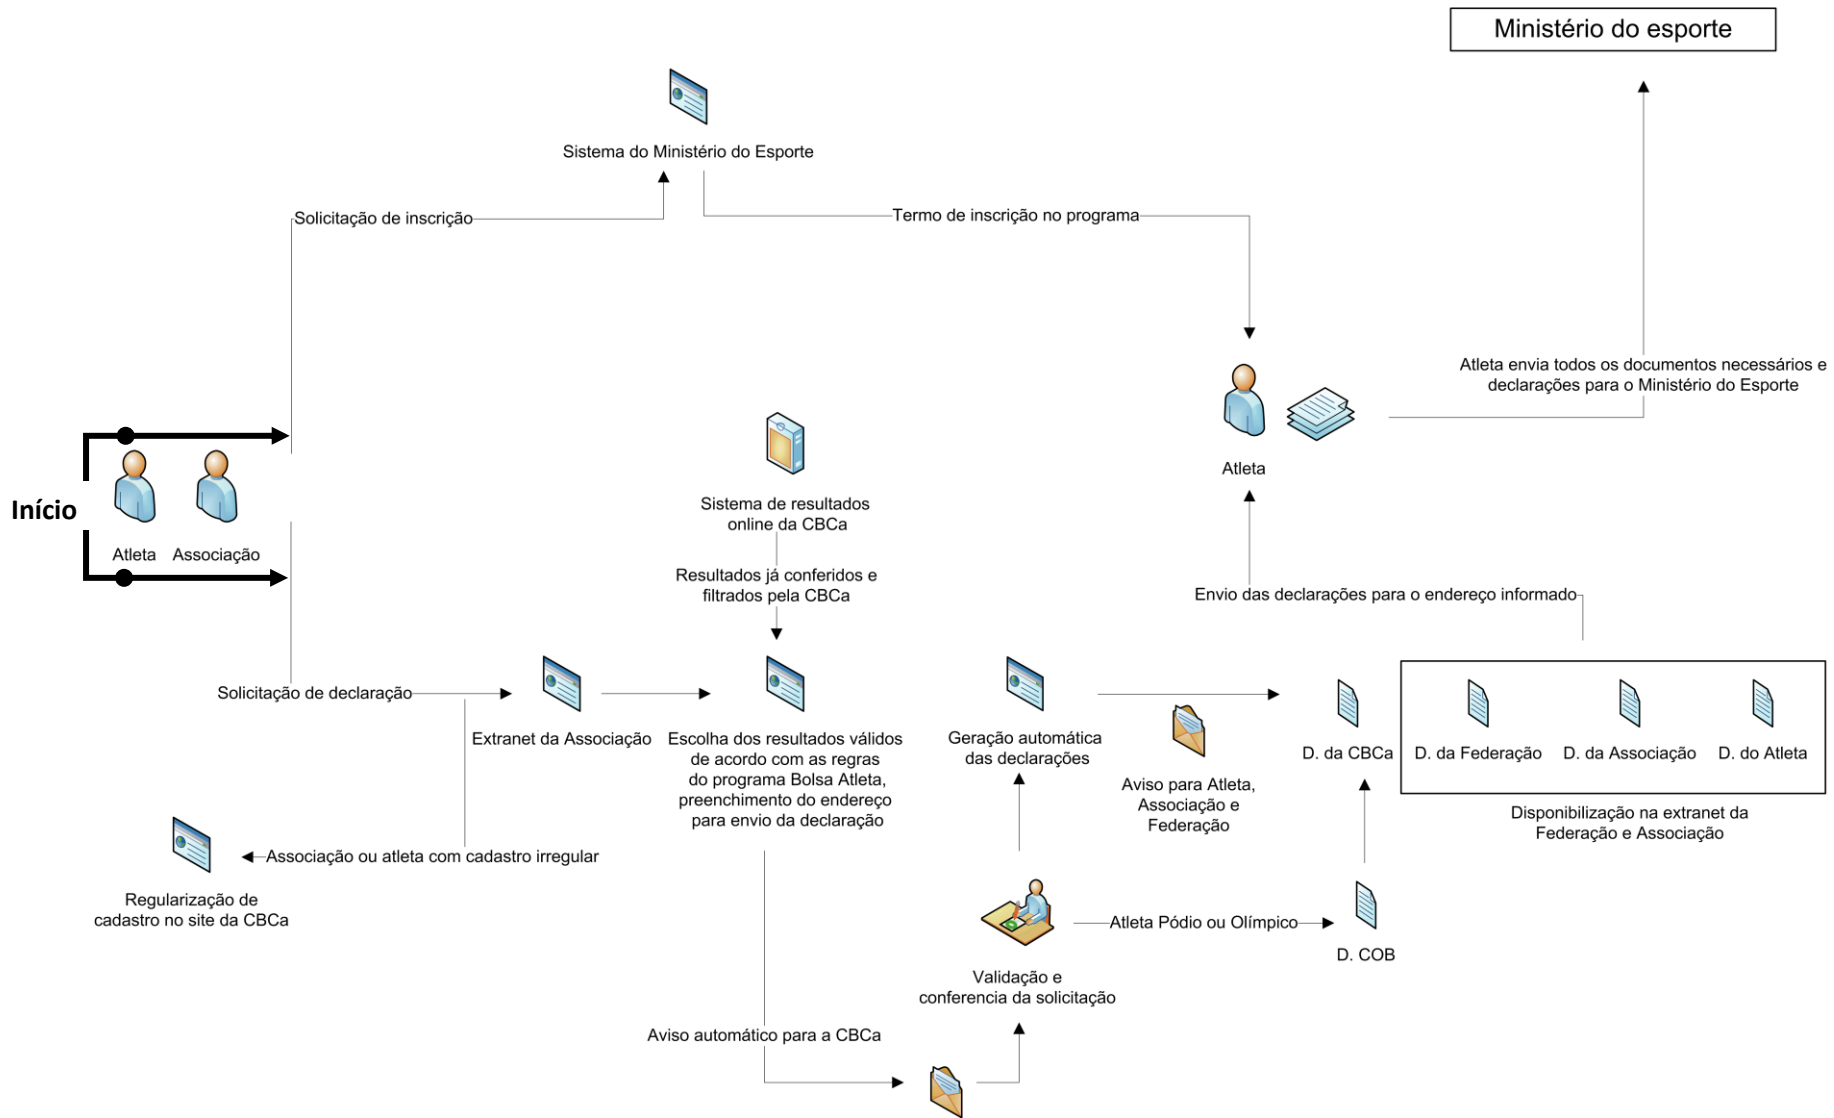 Ministério do esporte
Sistema do Ministério do Esporte
Solicitação de inscrição
Termo de inscrição no programa
Atleta envia todos os documentos necessários e
declarações para o Ministério do Esporte
Atleta
Início
Atleta
Associação
Sistema de resultados
online da CBCa
Resultados já conferidos e
filtrados pela CBCa
Envio das declarações para o endereço informado
Solicitação de declaração
Extranet da Associação
Escolha dos resultados válidos
de acordo com as regras
do programa Bolsa Atleta,
preenchimento do endereço
para envio da declaração
Geração automática
das declarações
Aviso para Atleta,
Associação e
Federação
D. da CBCa
D. da Federação
D. da Associação
D. do Atleta
Disponibilização na extranet da
Federação e Associação
Associação ou atleta com cadastro irregular
Regularização de
cadastro no site da CBCa
Atleta Pódio ou Olímpico
D. COB
Validação e
conferencia da solicitação
Aviso automático para a CBCa